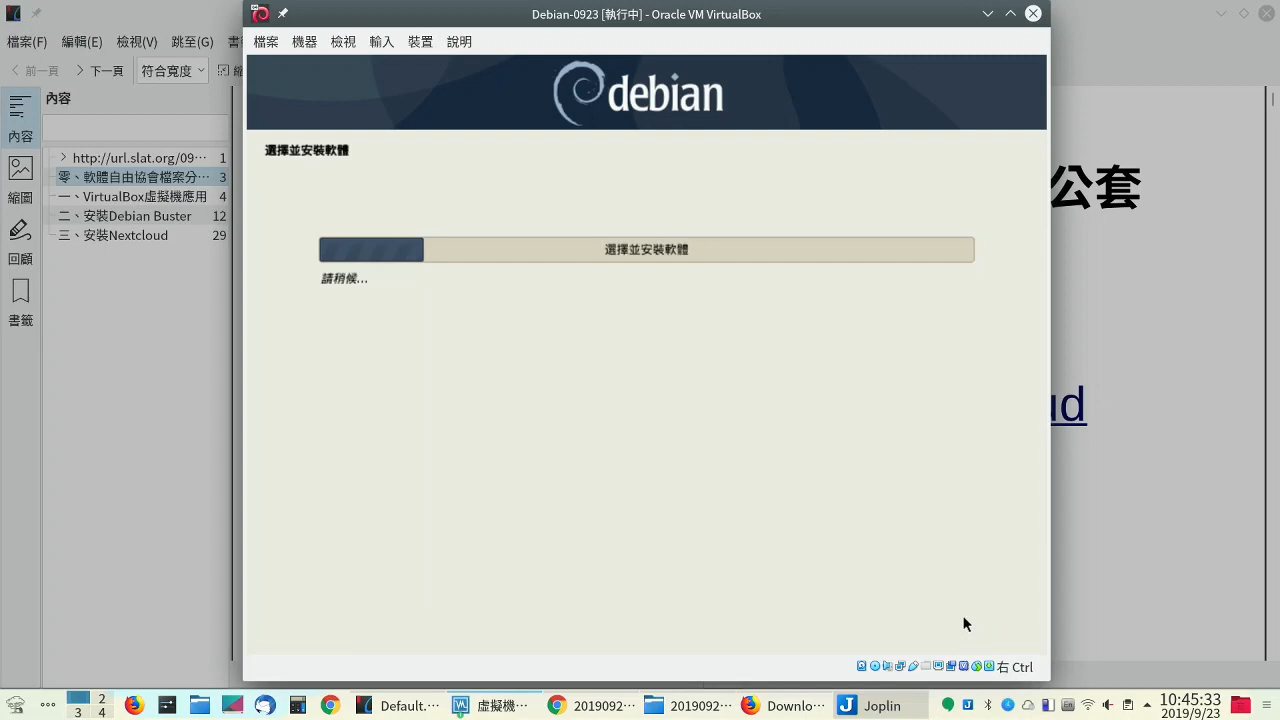 Debian-0923 [執行中] - Oracle VM VirtualBox
檔案(F) 編輯(E) 檢視(V) 跳至(G)
檔案 機器 檢視 輸入 裝置 說明
前一頁 下一頁 符合寬度
內容
debian
內容
選擇並安裝軟體
http://url.slat.org/09… 1
零、軟體自由協會檔案分… 3
一、VirtualBox虛擬機應用 4
二、安裝Debian Buster 12
三、安裝Nextcloud 29
縮圖
回顧
書籤
公套
選擇並安裝軟體
請稍候...
ud
右 Ctrl
2
3 4
Default.… 虛擬機… 2019092… 2019092… Downlo… Joplin
10:45:33
2019/9/23